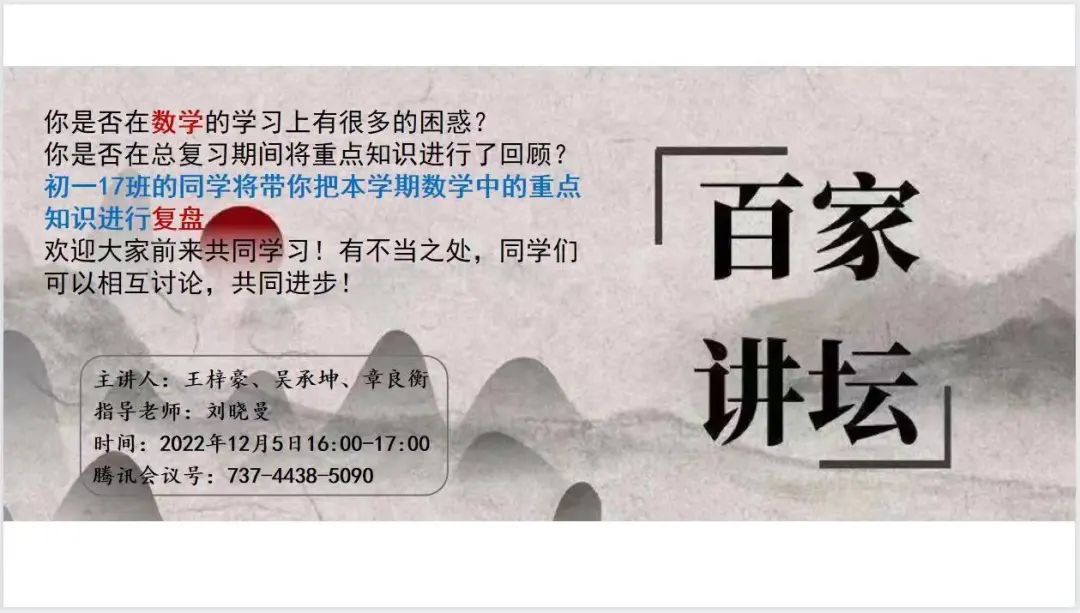 你是否在数学的学习上有很多的困惑？
你是否在总复习期间将重点知识进行了回顾？
初一17班的同学将带你把本学期数学中的重点
知识进行复盘
欢迎大家前来共同学习！有不当之处，同学们
可以相互讨论，共同进步！
主讲人：王梓豪、吴承坤、章良衡
指导老师：刘晓曼
时间：2022年12月5日16:00-17:00
腾讯会议号：737-4438-5090
百家
讲坛